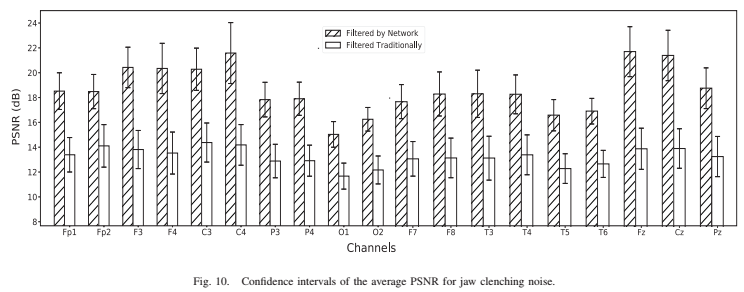 24
22
20
18
16
14
12
10
8
PSNR (dB)
Filtered by Network
Filtered Traditionally
Fp1 Fp2 F3 F4 C3 C4 P3 P4 O1 O2 F7 F8 T3 T4 T5 T6 Fz Cz Pz
Channels
Fig. 10. Confidence intervals of the average PSNR for jaw clenching noise.